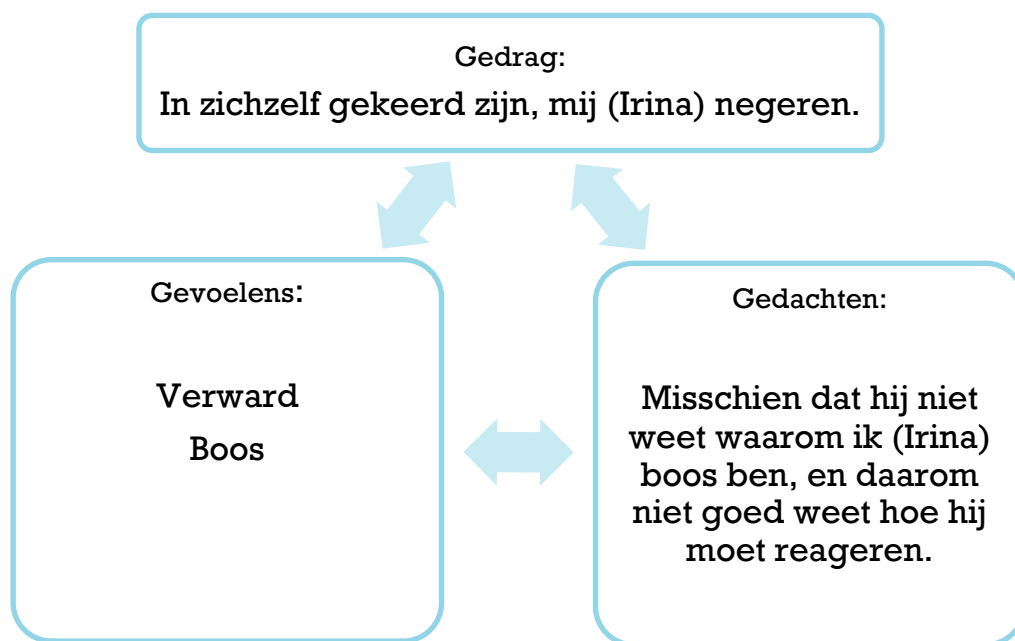 Gedrag:
In zichzelf gekeerd zijn, mij (Irina) negeren.
Gevoelens:
Verward
Boos
Gedachten:
Misschien dat hij niet
weet waarom ik (Irina)
boos ben, en daarom
niet goed weet hoe hij
moet reageren.